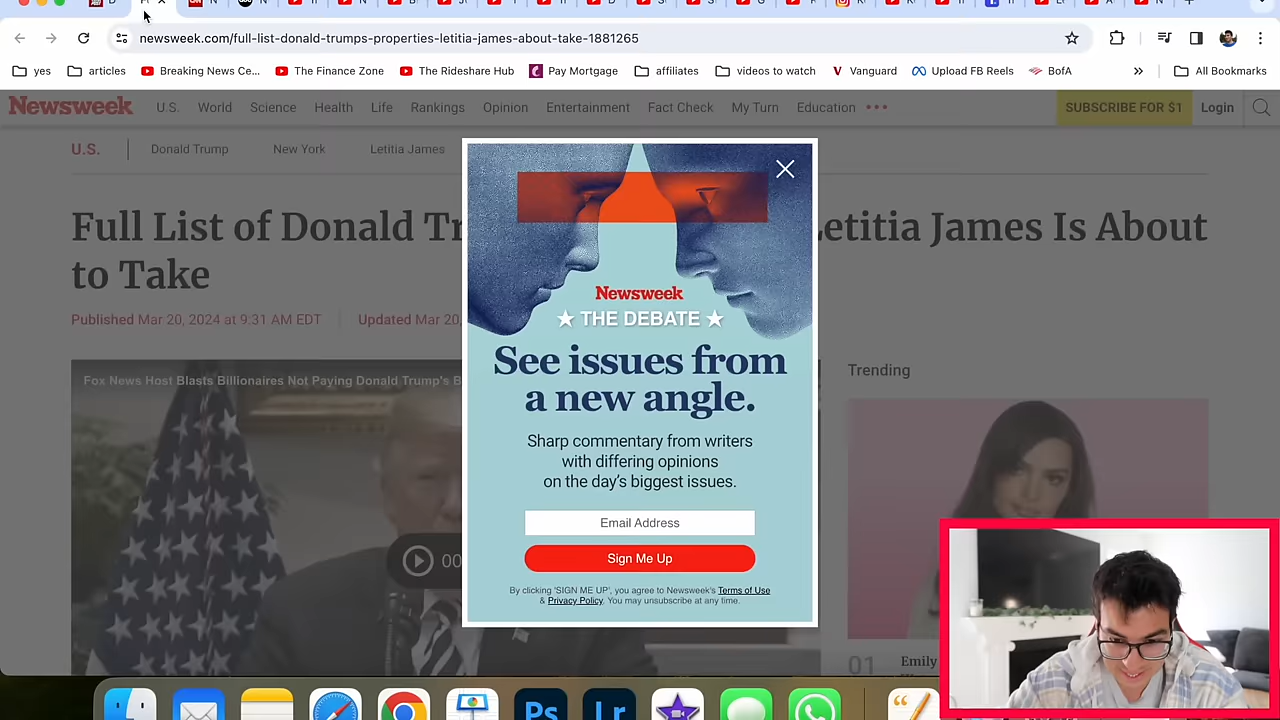 newsweek.com/full-list-donald-trumps-properties-letitia-james-about-take-1881265
yes articles Breaking News Ce... The Finance Zone The Rideshare Hub Pay Mortgage affiliates videos to watch Vanguard Upload FB Reels BofA » All Bookmarks
Newsweek U.S. World Science Health Life Rankings Opinion Entertainment Fact Check My Turn Education SUBSCRIBE FOR $1 Login
U.S. Donald Trump New York Letitia James
Full List of Donald Tr Letitia James Is About
to Take
Published Mar 20, 2024 at 9:31 AM EDT Updated Mar 20,
Fox News Host Blasts Billionaires Not Paying Donald Trump's B
00
Newsweek
★ THE DEBATE ★
See issues from
a new angle.
Sharp commentary from writers
with differing opinions
on the day's biggest issues.
Email Address
Sign Me Up
By clicking 'SIGN ME UP', you agree to Newsweek's Terms of Use
& Privacy Policy. You may unsubscribe at any time.
Trending
01 Emily
Ps Lr